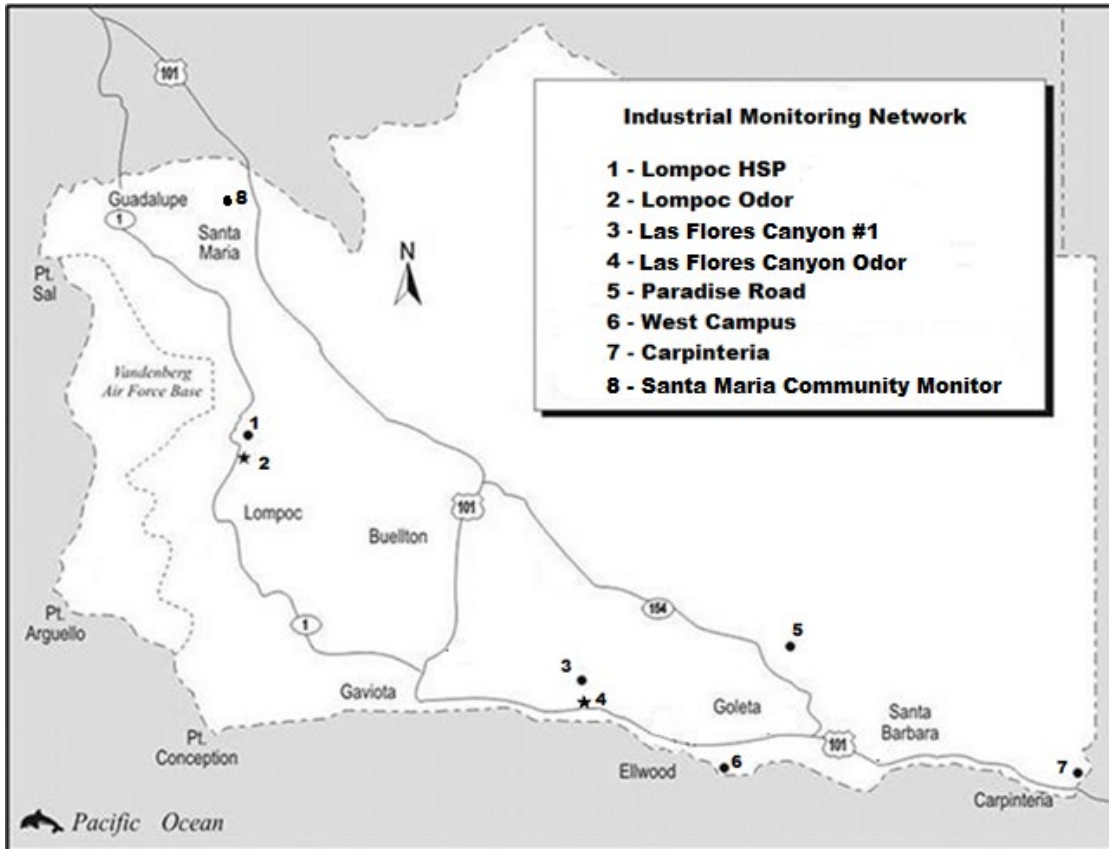 101
Industrial Monitoring Network
1 - Lompoc HSP
2 - Lompoc Odor
3 - Las Flores Canyon #1
4 - Las Flores Canyon Odor
5 - Paradise Road
6 - West Campus
7 - Carpinteria
8 - Santa Maria Community Monitor
Guadalupe
8
1
Santa
Maria
N
Pt.
Sal
Vandenberg
Air Force Base
1
2
Lompoc
101
Buellton
Pt.
Arguello
1
154
5
3
4
Gaviota
Goleta
Santa
Barbara
Pt.
Conception
101
Ellwood
6
7
Carpinteria
Pacific Ocean